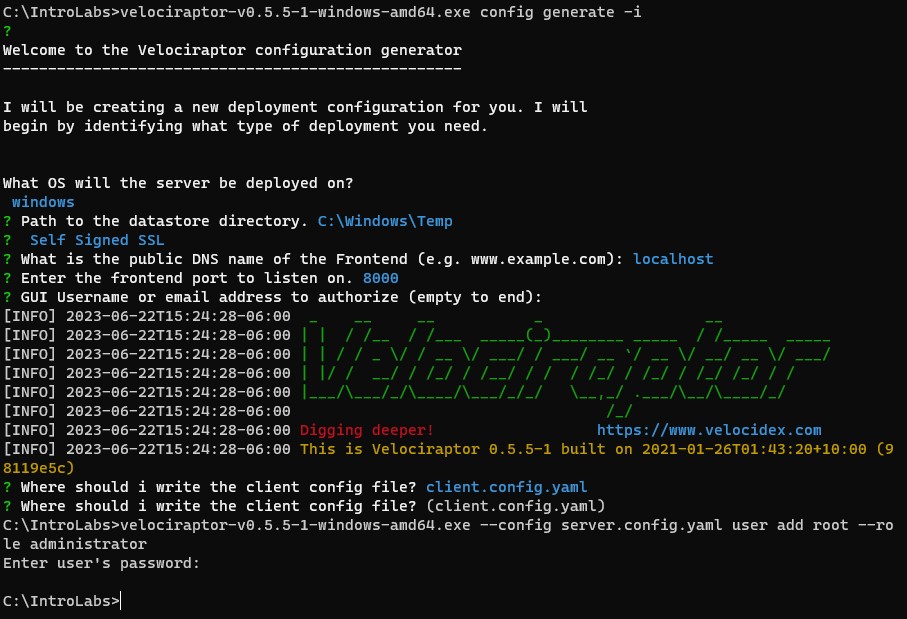 C:\IntroLabs>velociraptor-v0.5.5-1-windows-amd64.exe config generate -i
?
Welcome to the Velociraptor configuration generator
---------------------------------------------------
I will be creating a new deployment configuration for you. I will
begin by identifying what type of deployment you need.
What OS will the server be deployed on?
windows
? Path to the datastore directory. C:\Windows\Temp
?  Self Signed SSL
? What is the public DNS name of the Frontend (e.g. www.example.com): localhost
? Enter the frontend port to listen on. 8000
? GUI Username or email address to authorize (empty to end):
[INFO] 2023-06-22T15:24:28-06:00  _    __     __           _                  __
[INFO] 2023-06-22T15:24:28-06:00 | |  / /__  / /___  _____(_)________ _____  / /_____  _____
[INFO] 2023-06-22T15:24:28-06:00 | | / / _ \/ / __ \/ ___/ / ___/ __ `/ __ \/ __/ __ \/ ___/
[INFO] 2023-06-22T15:24:28-06:00 | |/ /  __/ / /_/ / /__/ / /  / /_/ / /_/ / /_/ /_/ / /
[INFO] 2023-06-22T15:24:28-06:00 |___/\___/_/\____/\___/_/_/   \__,_/ .___/\__/\____/_/
[INFO] 2023-06-22T15:24:28-06:00                                   /_/
[INFO] 2023-06-22T15:24:28-06:00 Digging deeper!                  https://www.velocidex.com
[INFO] 2023-06-22T15:24:28-06:00 This is Velociraptor 0.5.5-1 built on 2021-01-26T01:43:20+10:00 (9
8119e5c)
? Where should i write the client config file? client.config.yaml
? Where should i write the client config file? (client.config.yaml)
C:\IntroLabs>velociraptor-v0.5.5-1-windows-amd64.exe --config server.config.yaml user add root --ro
le administrator
Enter user's password:
C:\IntroLabs>